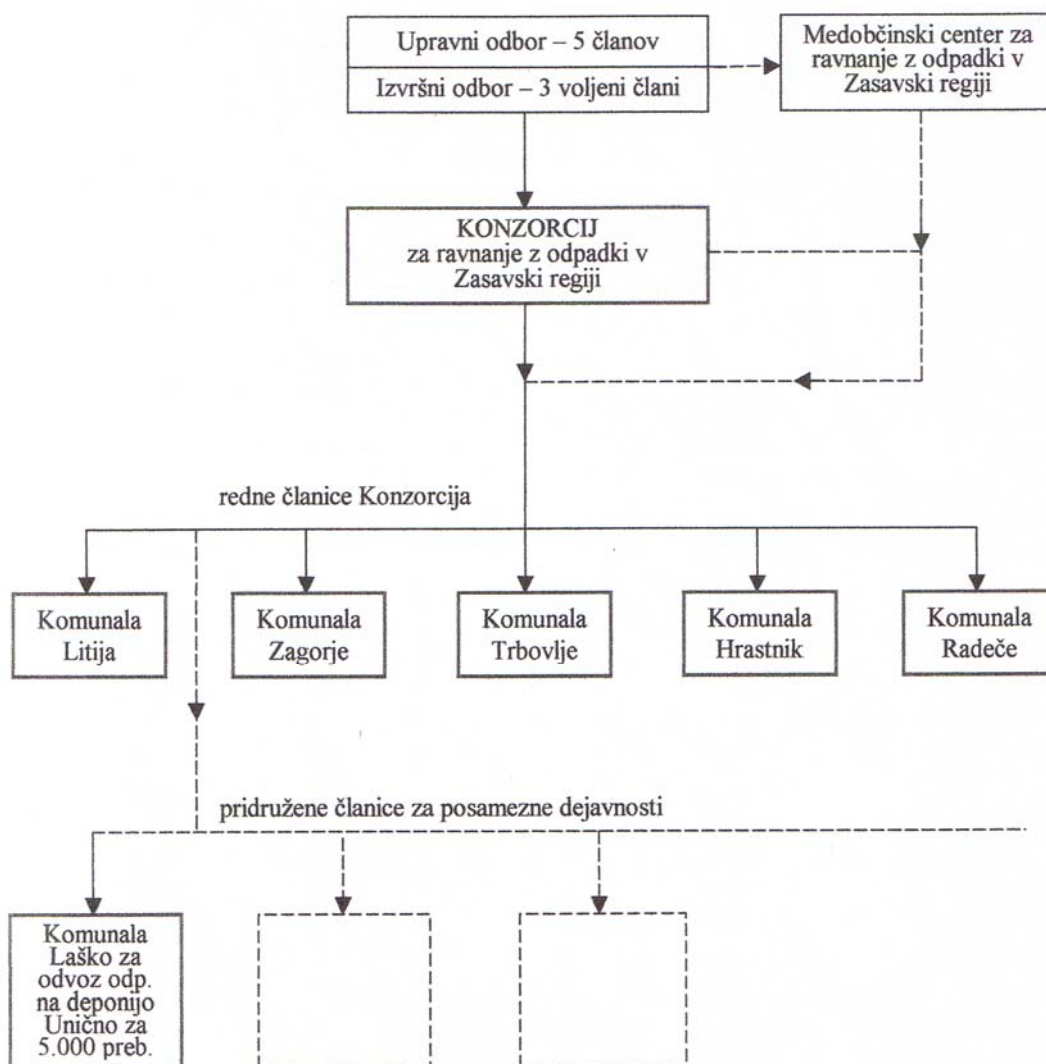 Upravni odbor – 5 članov
Izvršni odbor – 3 voljeni člani
Medobčinski center za
ravnanje z odpadki v
Zasavski regiji
KONZORCIJ
za ravnanje z odpadki v
Zasavski regiji
redne članice Konzorcija
Komunala
Litija
Komunala
Zagorje
Komunala
Trbovlje
Komunala
Hrastnik
Komunala
Radeče
pridružene članice za posamezne dejavnosti
Komunala
Laško za
odvoz odp.
na deponijo
Unično za
5.000 preb.